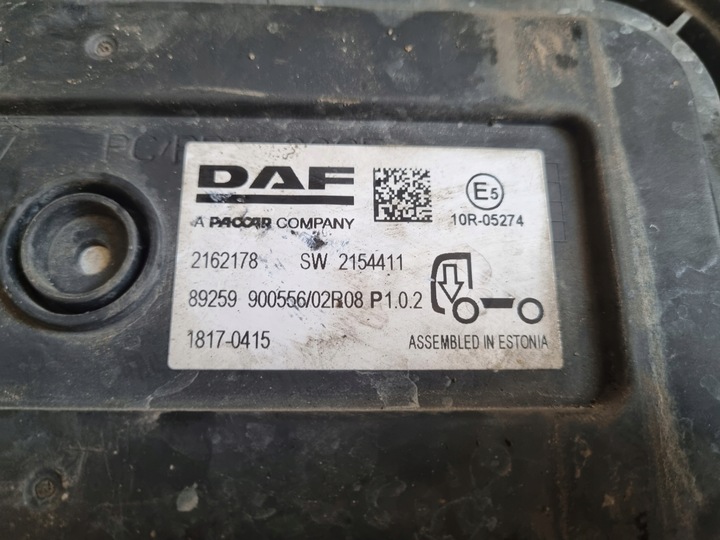 DAF
A PACCAR COMPANY
E5
10R-05274
2162178 SW 2154411
89259 900556/02R08 P1.0.2
1817-0415
ASSEMBLED IN ESTONIA